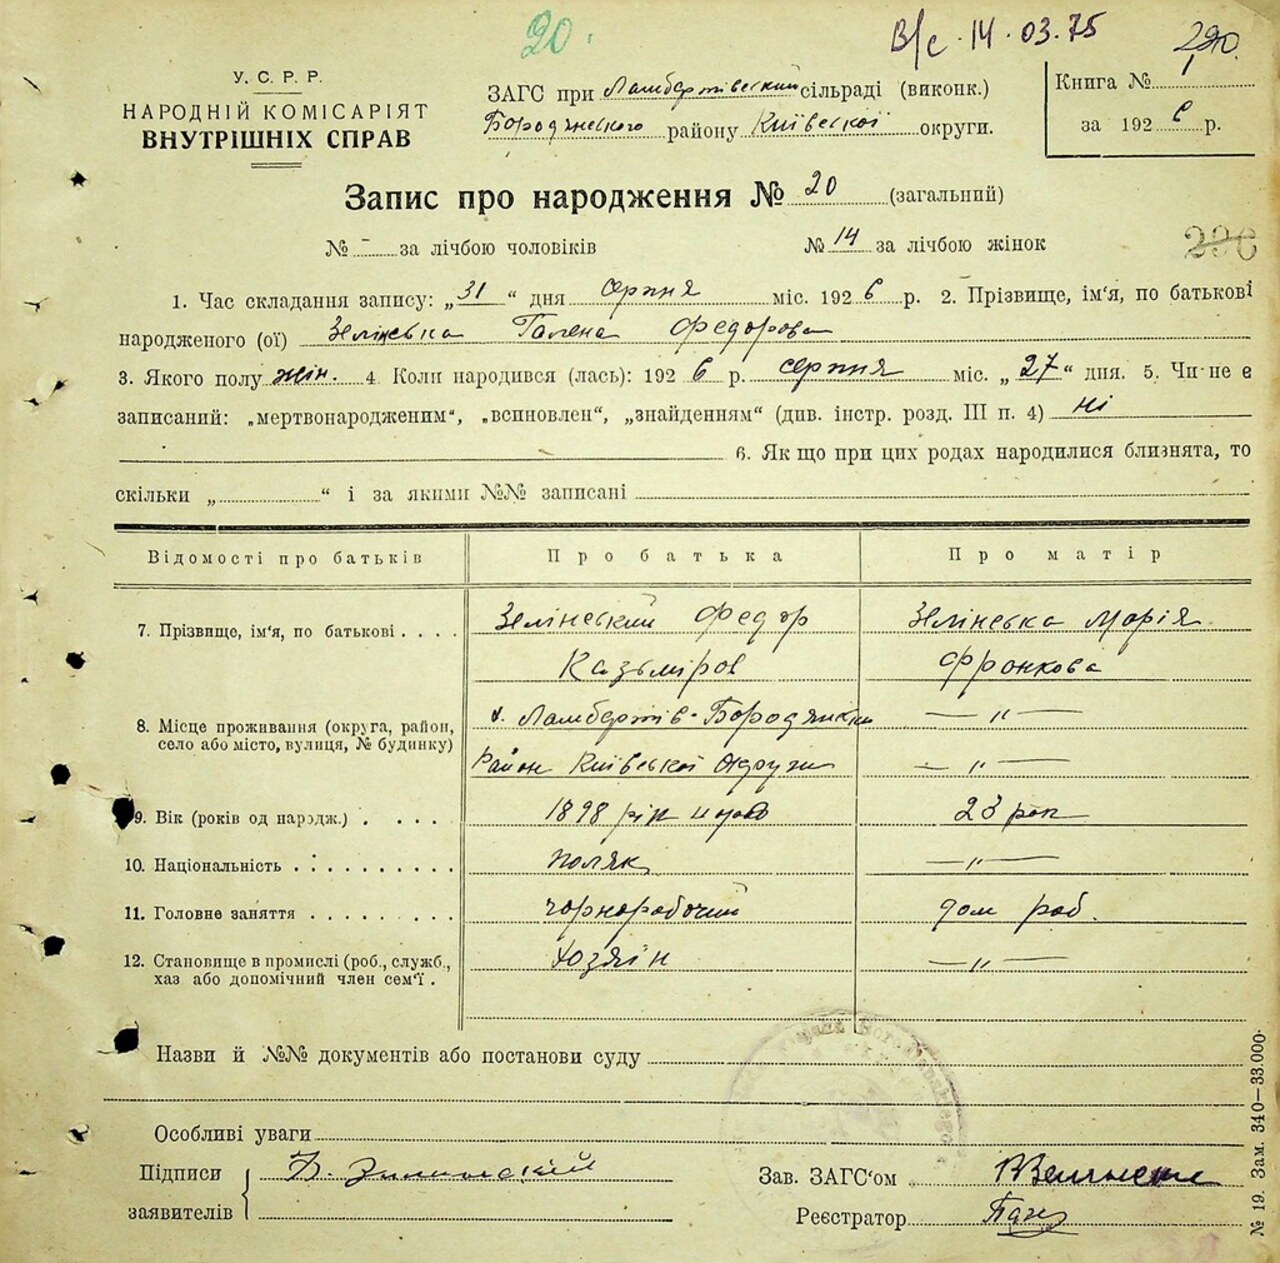 20.
В/с. 14.03.75
220.
У. С. Р. Р.
НАРОДНІЙ КОМІСАРІЯТ
ВНУТРІШНІХ СПРАВ
ЗАГС при Ламбертівський сільраді (виконк.)
Бородянського району Київської округи.
Книга № 1
за 1926 р.
Запис про народження № 20 (загальний)
№ - за лічбою чоловіків № 14 за лічбою жінок
1. Час складання запису: „31“ дня серпня міс. 1926 р. 2. Прізвище, ім'я, по батькові
народженого (ої) Зелінська Галена Федорова
3. Якого полу жін. 4. Коли народився (лась): 1926 р. серпня міс. „27“ дня. 5. Чи не є
записаний: „мертвонародженим“, „всиновлен“, „знайденням“ (див. інстр. розд. III п. 4) ні
6. Як що при цих родах народилися близнята, то
скільки „ “ і за якими №№ записані
Відомості про батьків Про батька Про матір
7. Прізвище, ім'я, по батькові . . . . Зелінський Федор Зелінська Марія
Казьміров Франкова
8. Місце проживання (округа, район, с. Ламбертів-Бородянський — „ —
село або місто, вулиця, № будинку) Район Київської Округи — „ —
9. Вік (років од народж.) . . . . 1898 рік 23 рок
10. Національність . . . . . . . . . . поляк — „ —
11. Головне заняття . . . . . . . . . чорноробочий дом раб.
12. Становище в промислі (роб., служб., Хозяїн — „ —
хаз або допомічний член сем'ї .
Назви й №№ документів або постанови суду
Особливі уваги
Підписи
заявителів
Зав. ЗАГС'ом
Реєстратор
№ 19. Зам. 340—33.000.